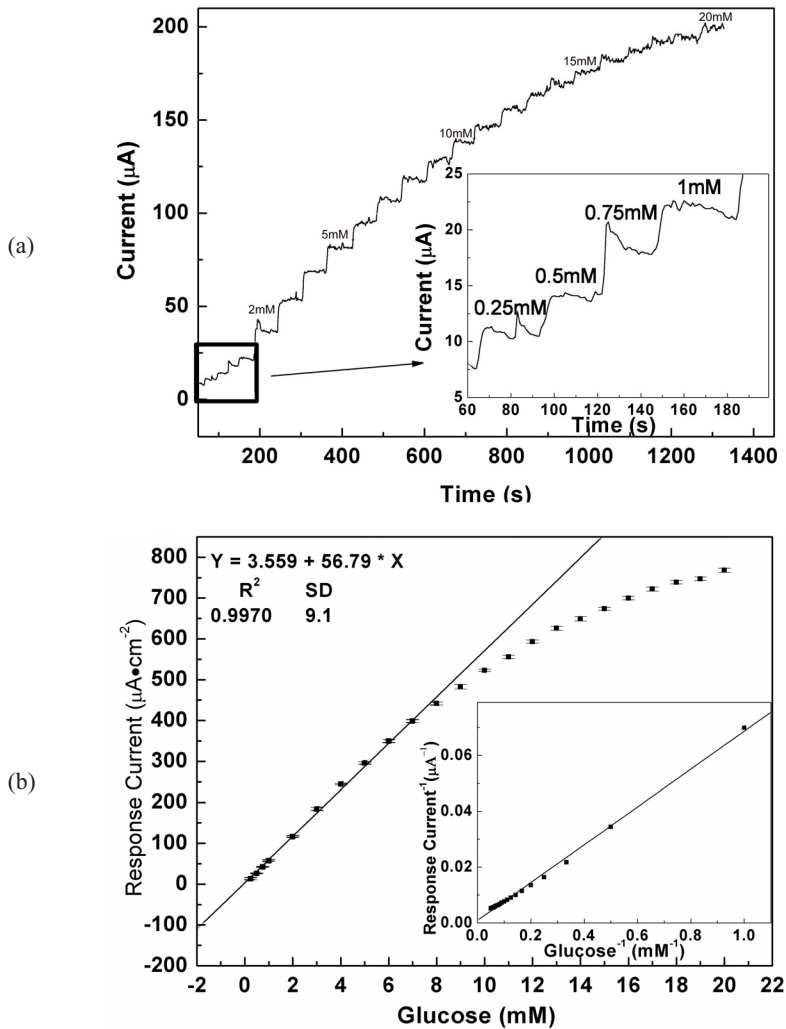 (a)
Current (μA)
200
150
100
50
0
200 400 600 800 1000 1200 1400
Time (s)
2mM
5mM
10mM
15mM
20mM
Current (μA)
25
20
15
10
5
60 80 100 120 140 160 180
Time (s)
0.25mM
0.5mM
0.75mM
1mM
(b)
Response Current (μA•cm⁻²)
800
700
600
500
400
300
200
100
0
-100
-200
-2 0 2 4 6 8 10 12 14 16 18 20 22
Glucose (mM)
Y = 3.559 + 56.79 * X
R² SD
0.9970 9.1
Response Current⁻¹(μA⁻¹)
0.06
0.04
0.02
0.00
0.0 0.2 0.4 0.6 0.8 1.0
Glucose⁻¹ (mM⁻¹)